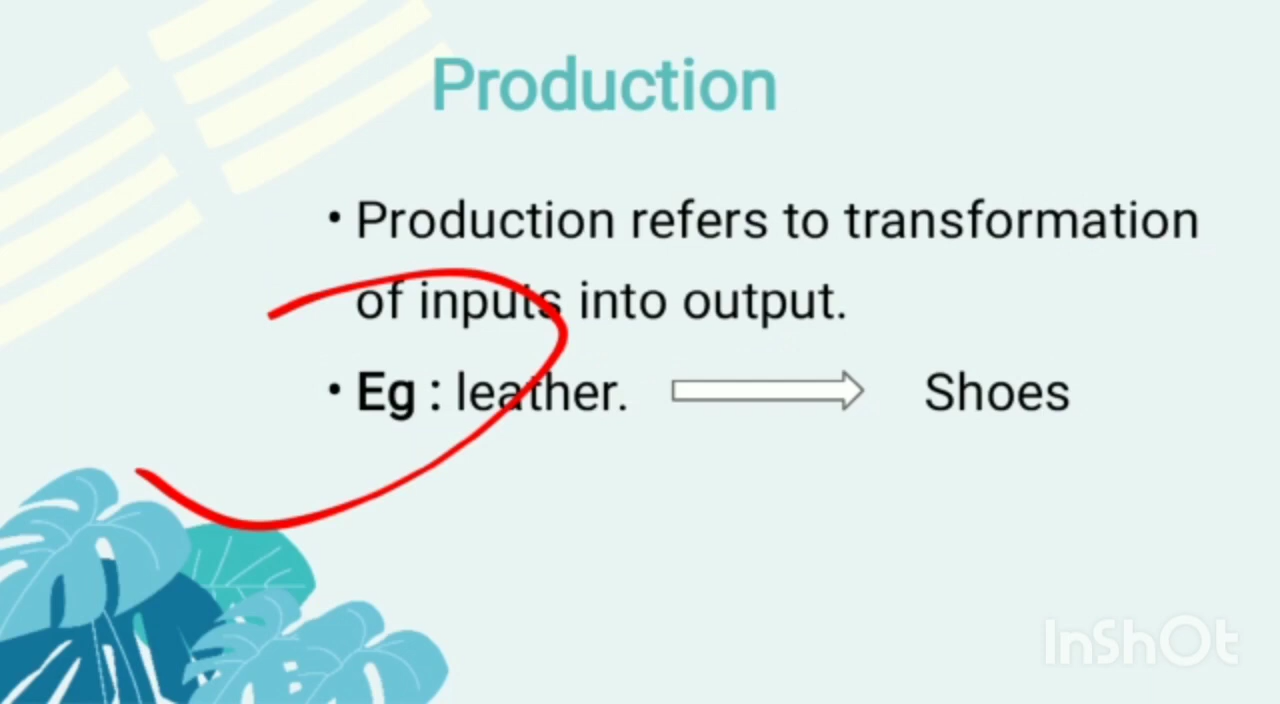 Production
• Production refers to transformation
of inputs into output.
• Eg : leather. Shoes
InShOt